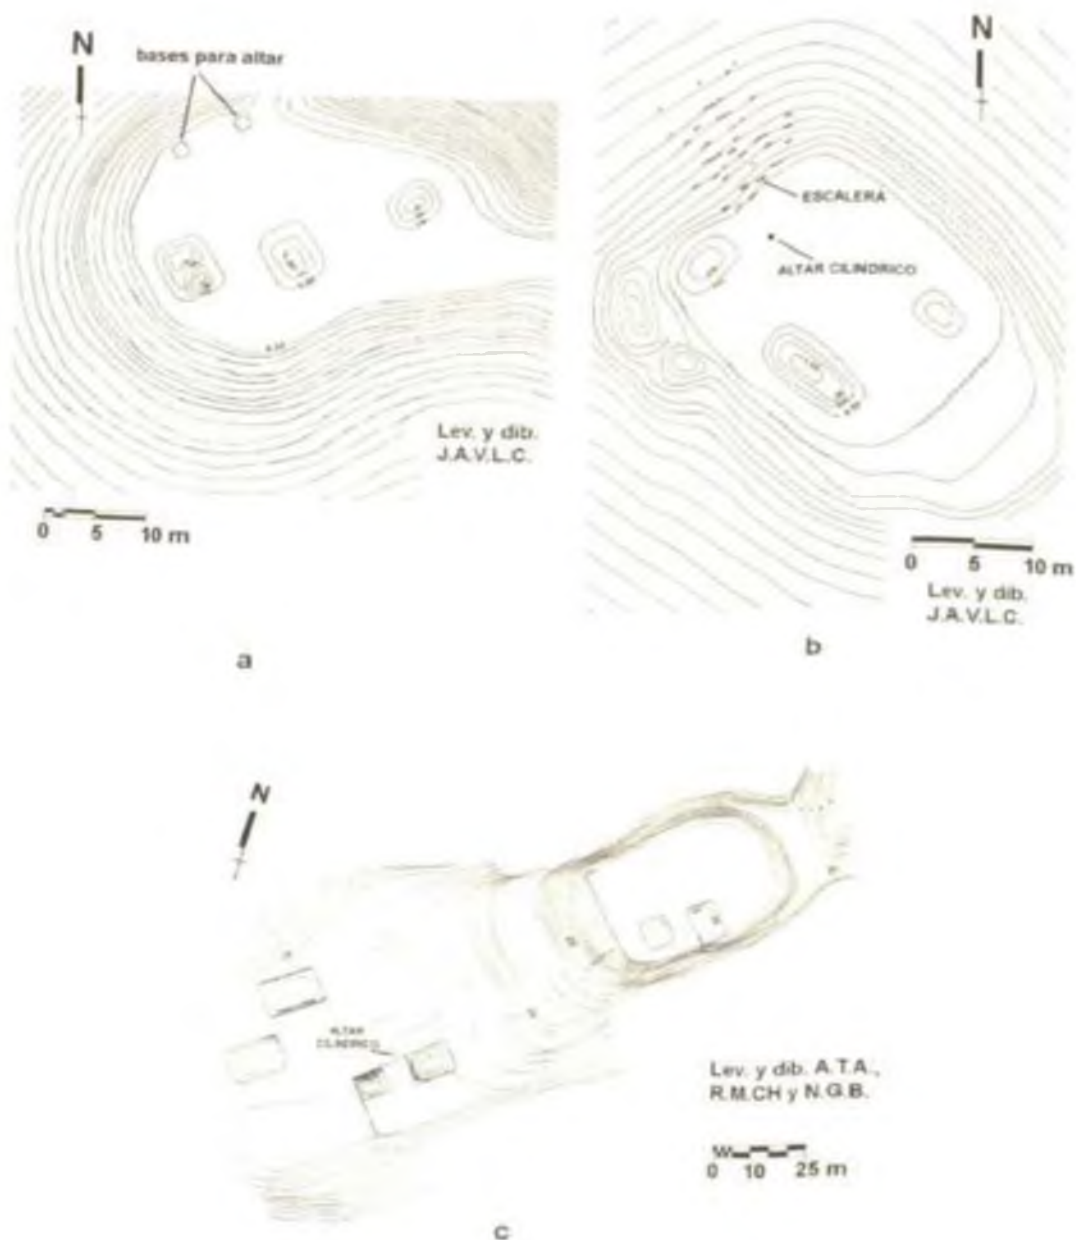 N
bases para altar
Lev. y dib.
J.A.V.L.C.
0 5 10 m
a
N
ESCALERA
ALTAR CILINDRICO
0 5 10 m
Lev. y dib.
J.A.V.L.C.
b
N
ALTAR
CILINDRICO
Lev. y dib. A.T.A.,
R.M.CH y N.G.B.
0 10 25 m
c